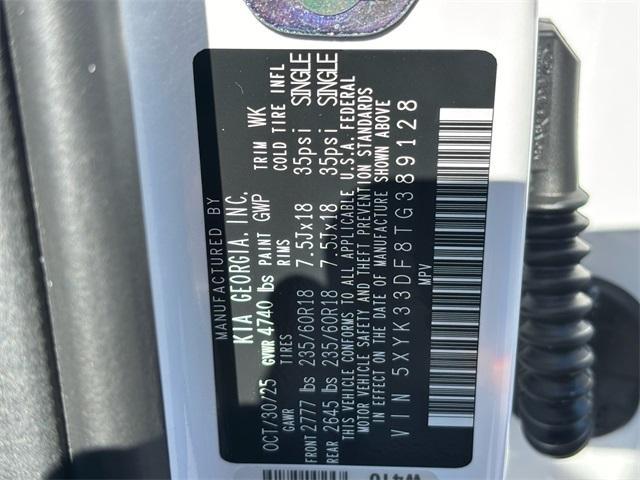 MANUFACTURED BY
KIA GEORGIA, INC.
OCT/30/25 GVWR 4740 lbs PAINT GWP TRIM WK
GAWR TIRES RIMS COLD TIRE INFL
FRONT 2777 lbs 235/60R18 7.5Jx18 35psi SINGLE
REAR 2645 lbs 235/60R18 7.5Jx18 35psi SINGLE
THIS VEHICLE CONFORMS TO ALL APPLICABLE U.S.A. FEDERAL
MOTOR VEHICLE SAFETY AND THEFT PREVENTION STANDARDS
IN EFFECT ON THE DATE OF MANUFACTURE SHOWN ABOVE
VIN 5XYK33DF8TG389128
MPV